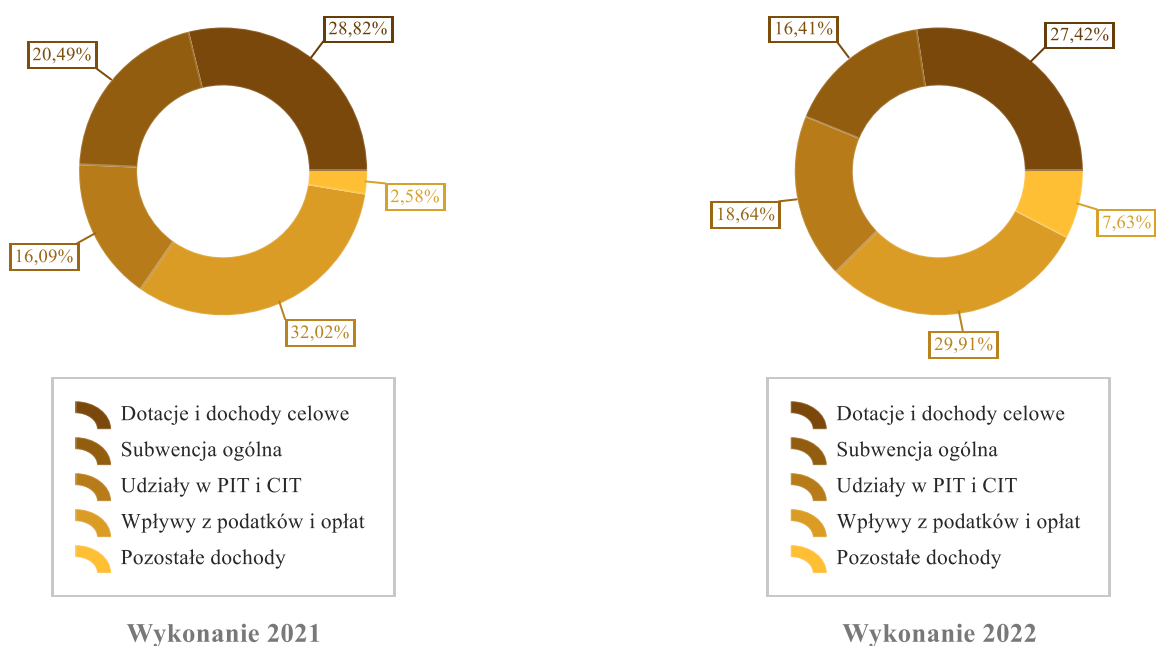 28,82%
20,49%
2,58%
16,09%
32,02%
Dotacje i dochody celowe
Subwencja ogólna
Udziały w PIT i CIT
Wpływy z podatków i opłat
Pozostałe dochody
Wykonanie 2021
16,41%
27,42%
18,64%
7,63%
29,91%
Dotacje i dochody celowe
Subwencja ogólna
Udziały w PIT i CIT
Wpływy z podatków i opłat
Pozostałe dochody
Wykonanie 2022